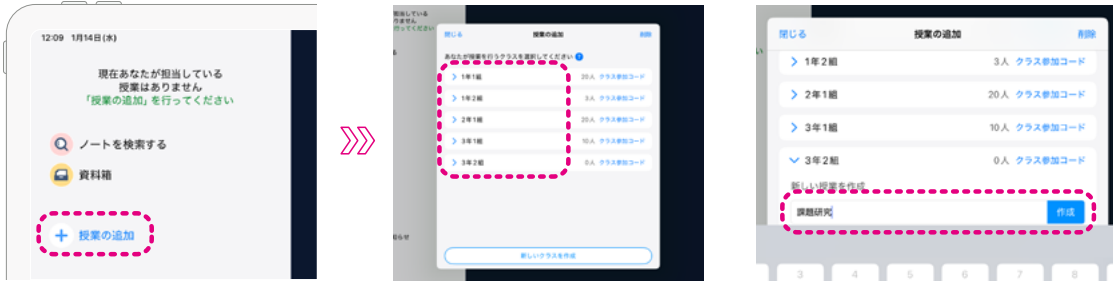 12:09 1月14日(水)
現在あなたが担当している
授業はありません
「授業の追加」を行ってください
ノートを検索する
資料箱
授業の追加
閉じる 授業の追加 削除
あなたが授業を行うクラスを選択してください
1年1組 20人 クラス参加コード
1年2組 3人 クラス参加コード
2年1組 20人 クラス参加コード
3年1組 10人 クラス参加コード
3年2組 0人 クラス参加コード
新しいクラスを作成
閉じる 授業の追加 削除
1年2組 3人 クラス参加コード
2年1組 20人 クラス参加コード
3年1組 10人 クラス参加コード
3年2組 0人 クラス参加コード
新しい授業を作成
課題研究 作成
3 4 5 6 7 8